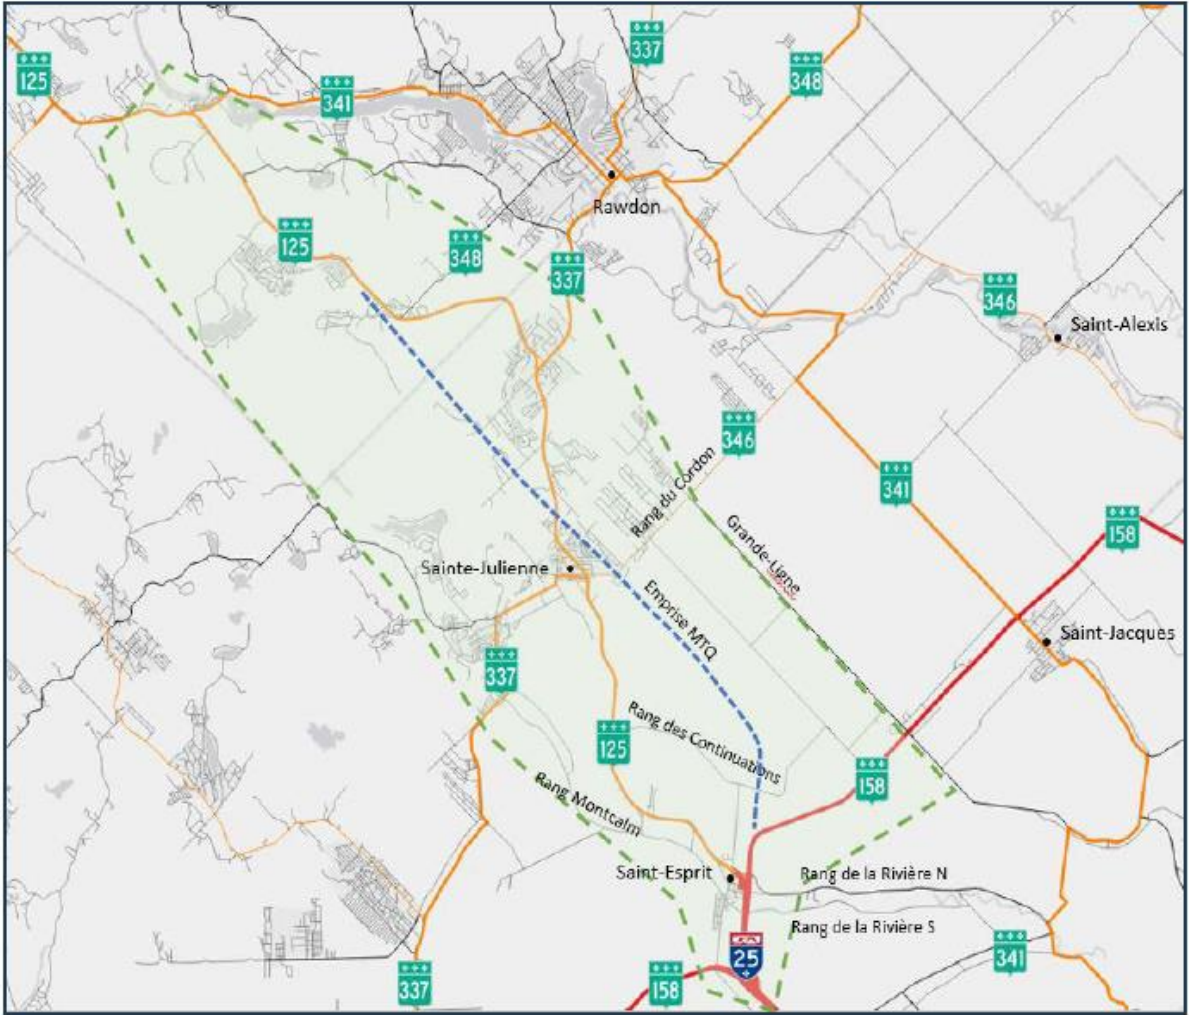 337
125
348
341
Rawdon
125
348
337
346
Saint-Alexis
346
Rang du Cordon
341
Grande-Ligne
158
Sainte-Julienne
Emprise MTQ
Saint-Jacques
337
Rang des Continuations
125
158
Rang Montcalm
Saint-Esprit
Rang de la Rivière N
Rang de la Rivière S
25
341
158
337